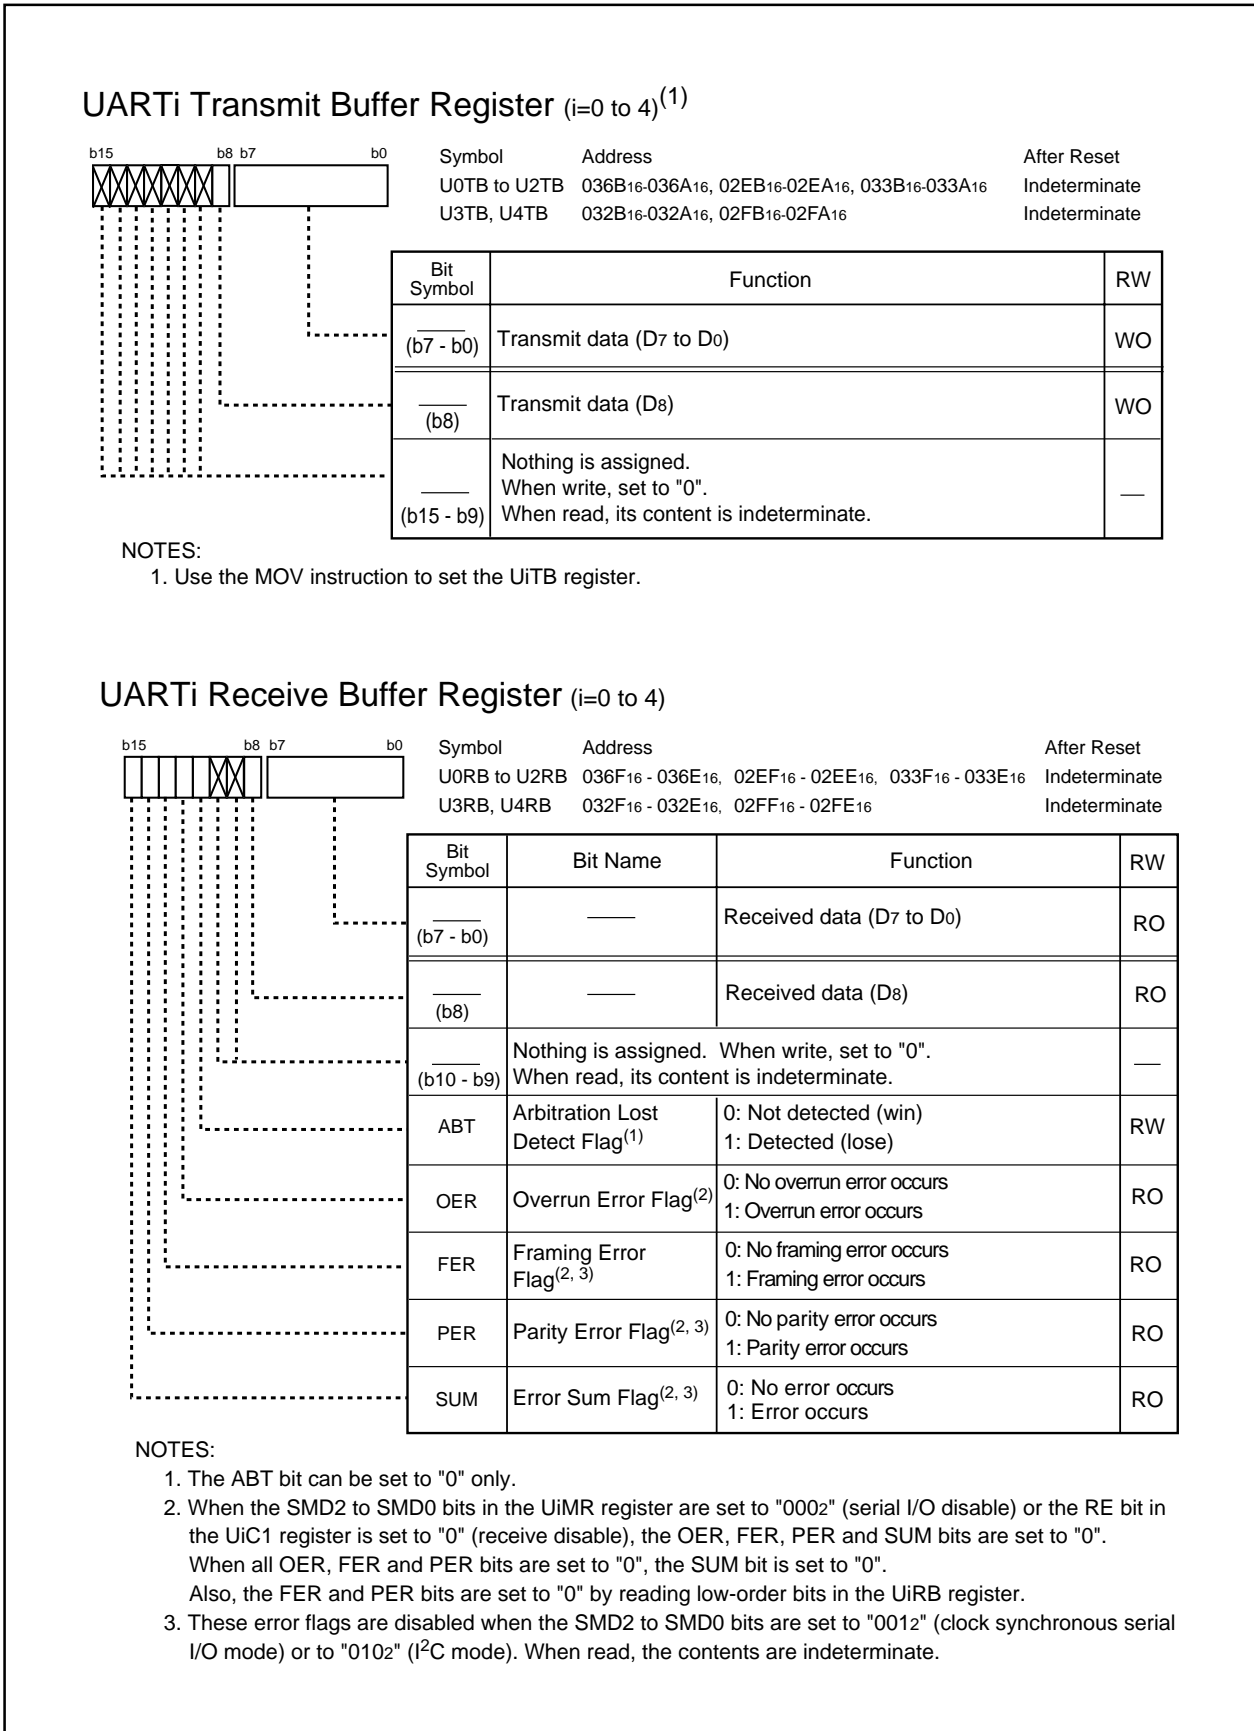 UARTi Transmit Buffer Register (i=0 to 4)(1)
b15 b8 b7 b0
Symbol Address After Reset
U0TB to U2TB 036B16-036A16, 02EB16-02EA16, 033B16-033A16 Indeterminate
U3TB, U4TB 032B16-032A16, 02FB16-02FA16 Indeterminate
Bit Symbol Function RW
(b7 - b0) Transmit data (D7 to D0) WO
(b8) Transmit data (D8) WO
Nothing is assigned.
When write, set to "0".
(b15 - b9) When read, its content is indeterminate.
NOTES:
1. Use the MOV instruction to set the UiTB register.
UARTi Receive Buffer Register (i=0 to 4)
b15 b8 b7 b0
Symbol Address After Reset
U0RB to U2RB 036F16 - 036E16, 02EF16 - 02EE16, 033F16 - 033E16 Indeterminate
U3RB, U4RB 032F16 - 032E16, 02FF16 - 02FE16 Indeterminate
Bit Symbol Bit Name Function RW
(b7 - b0) Received data (D7 to D0) RO
(b8) Received data (D8) RO
Nothing is assigned. When write, set to "0".
(b10 - b9) When read, its content is indeterminate.
ABT Arbitration Lost Detect Flag(1) 0: Not detected (win)
1: Detected (lose) RW
OER Overrun Error Flag(2) 0: No overrun error occurs
1: Overrun error occurs RO
FER Framing Error Flag(2, 3) 0: No framing error occurs
1: Framing error occurs RO
PER Parity Error Flag(2, 3) 0: No parity error occurs
1: Parity error occurs RO
SUM Error Sum Flag(2, 3) 0: No error occurs
1: Error occurs RO
NOTES:
1. The ABT bit can be set to "0" only.
2. When the SMD2 to SMD0 bits in the UiMR register are set to "0002" (serial I/O disable) or the RE bit in
the UiC1 register is set to "0" (receive disable), the OER, FER, PER and SUM bits are set to "0".
When all OER, FER and PER bits are set to "0", the SUM bit is set to "0".
Also, the FER and PER bits are set to "0" by reading low-order bits in the UiRB register.
3. These error flags are disabled when the SMD2 to SMD0 bits are set to "0012" (clock synchronous serial
I/O mode) or to "0102" (I2C mode). When read, the contents are indeterminate.